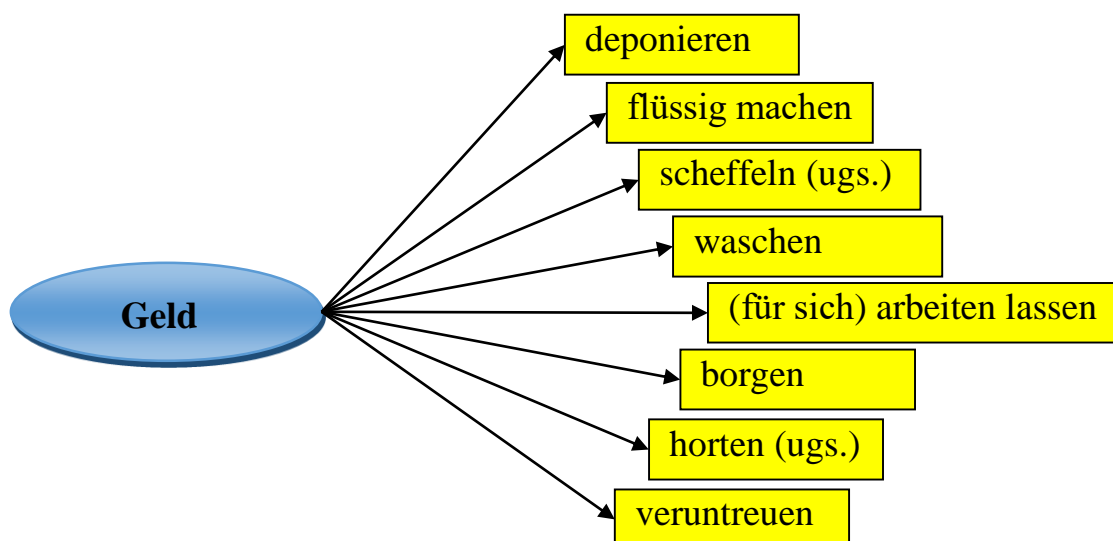 deponieren
flüssig machen
scheffeln (ugs.)
waschen
(für sich) arbeiten lassen
Geld
borgen
horten (ugs.)
veruntreuen